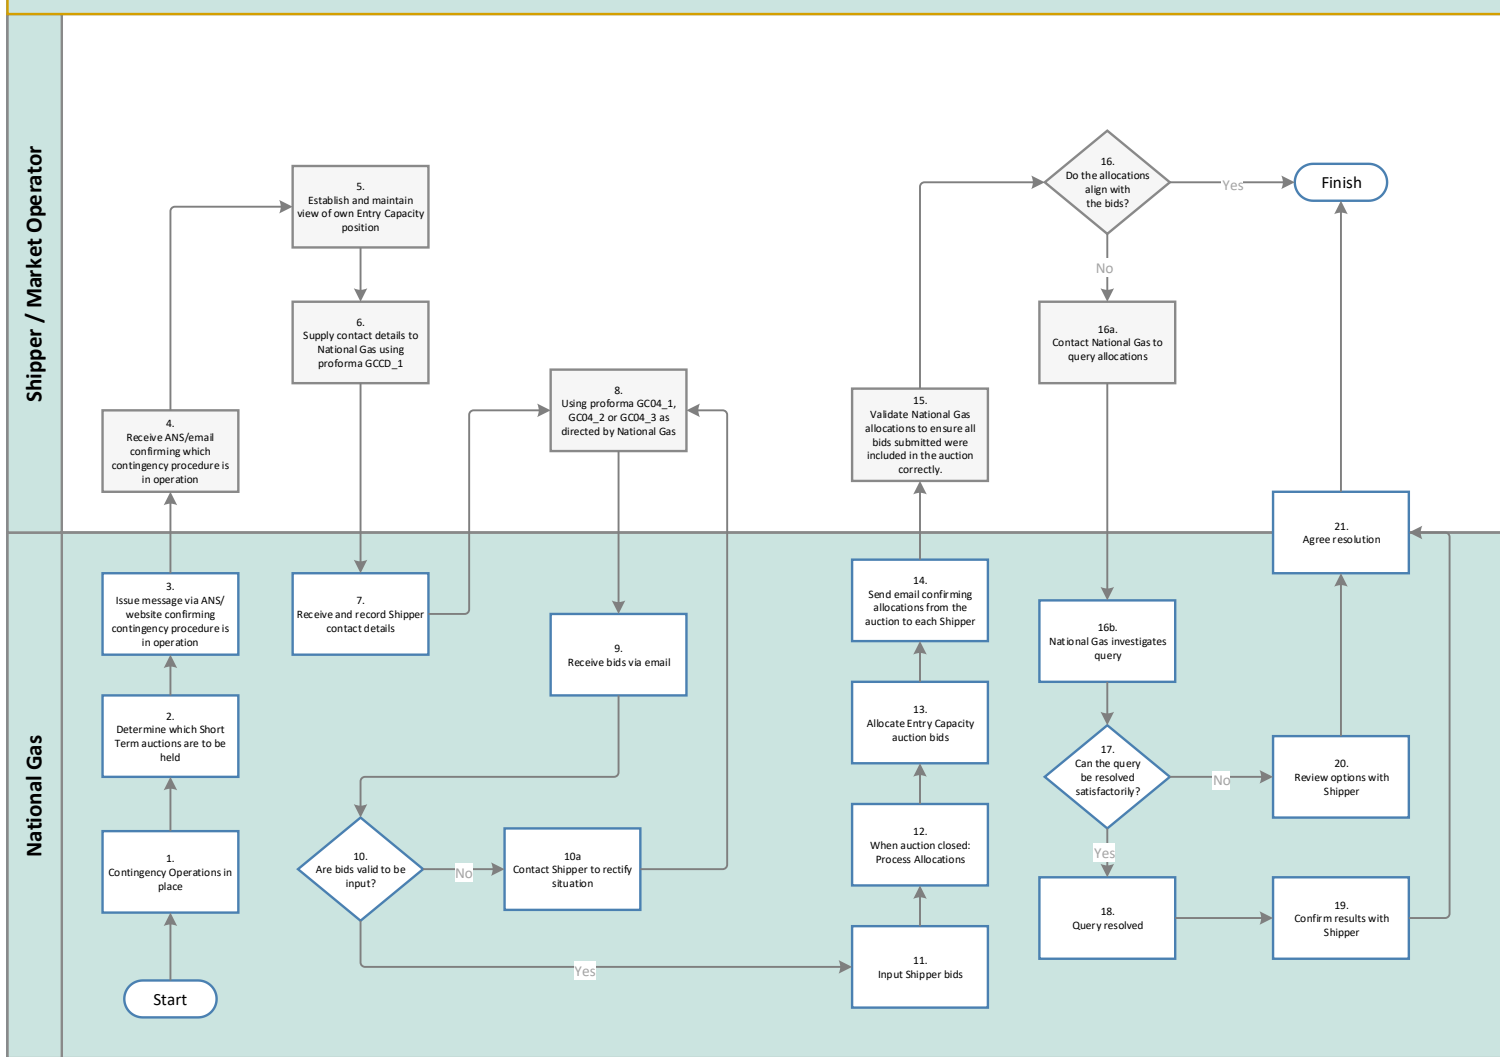 Shipper / Market Operator
National Gas
Start
1.
Contingency Operations in
place
2.
Determine which Short
Term auctions are to be
held
3.
Issue message via ANS/
website confirming
contingency procedure is
in operation
4.
Receive ANS/email
confirming which
contingency procedure is
in operation
5.
Establish and maintain
view of own Entry Capacity
position
6.
Supply contact details to
National Gas using
proforma GCCD_1
7.
Receive and record Shipper
contact details
8.
Using proforma GC04_1,
GC04_2 or GC04_3 as
directed by National Gas
9.
Receive bids via email
10.
Are bids valid to be
input?
No
10a
Contact Shipper to rectify
situation
Yes
11.
Input Shipper bids
12.
When auction closed:
Process Allocations
13.
Allocate Entry Capacity
auction bids
14.
Send email confirming
allocations from the
auction to each Shipper
15.
Validate National Gas
allocations to ensure all
bids submitted were
included in the auction
correctly.
16.
Do the allocations
align with
the bids?
Yes
Finish
No
16a.
Contact National Gas to
query allocations
16b.
National Gas investigates
query
17.
Can the query
be resolved
satisfactorily?
No
Yes
18.
Query resolved
19.
Confirm results with
Shipper
20.
Review options with
Shipper
21.
Agree resolution